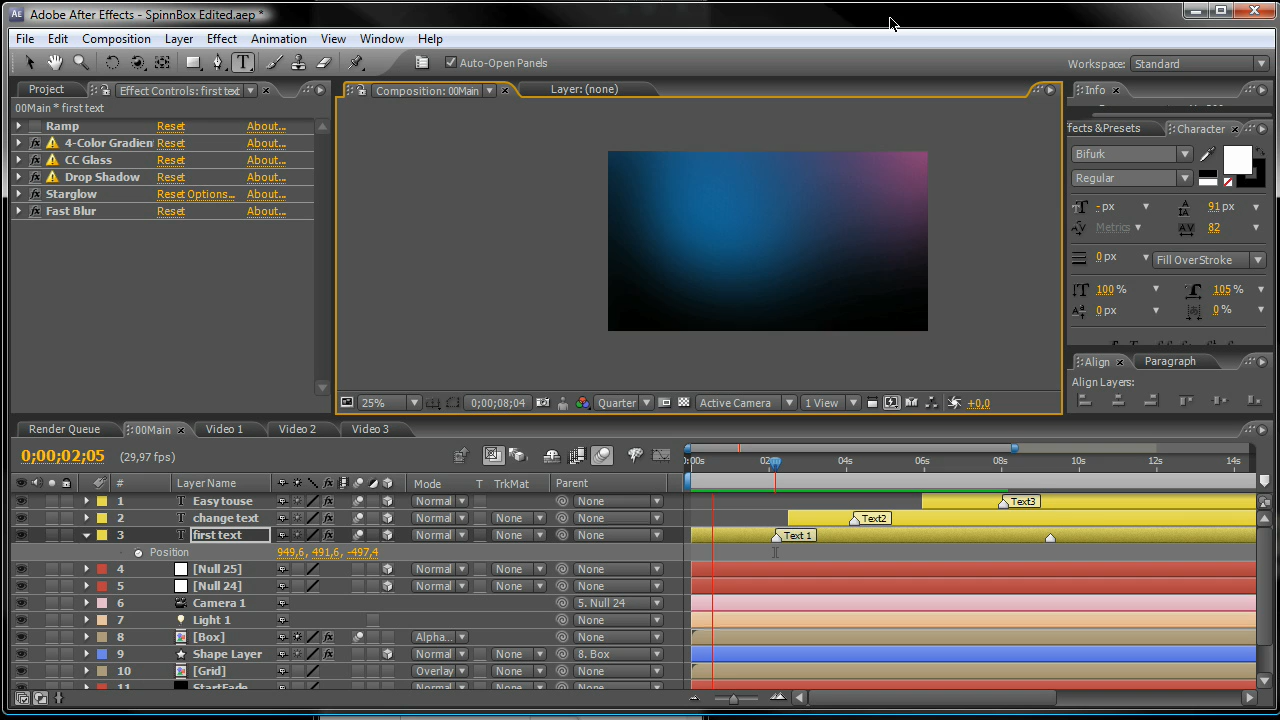 Adobe After Effects - SpinnBox Edited.aep *
File Edit Composition Layer Effect Animation View Window Help
Auto-Open Panels
Workspace: Standard
Project Effect Controls: first text
Composition: 00Main Layer: (none)
Info
00Main * first text
Ramp Reset About...
4-Color Gradien Reset About...
CC Glass Reset About...
Drop Shadow Reset About...
Starglow Reset Options... About...
Fast Blur Reset About...
ffects&Presets Character
Bifurk
Regular
- px 91 px
Metrics 82
0 px Fill Over Stroke
100 % 105 %
0 px 0 %
Align Paragraph
Align Layers:
25% 0;00;08;04 Quarter Active Camera 1 View +0,0
Render Queue 00Main Video 1 Video 2 Video 3
0;00;02;05 (29,97 fps)
:00s 04s 06s 08s 10s 12s 14s
# Layer Name Mode T TrkMat Parent
1 T Easy to use Normal None Text3
2 T change text Normal None None Text2
3 T first text Normal None None Text 1
Position 949,6, 491,6, -497,4
4 [Null 25] Normal None None
5 [Null 24] Normal None None
6 Camera 1 5. Null 24
7 Light 1 None
8 [Box] Alpha... None None
9 Shape Layer Normal None 8. Box
10 [Grid] Overlay None None
11 StartFade Normal None None